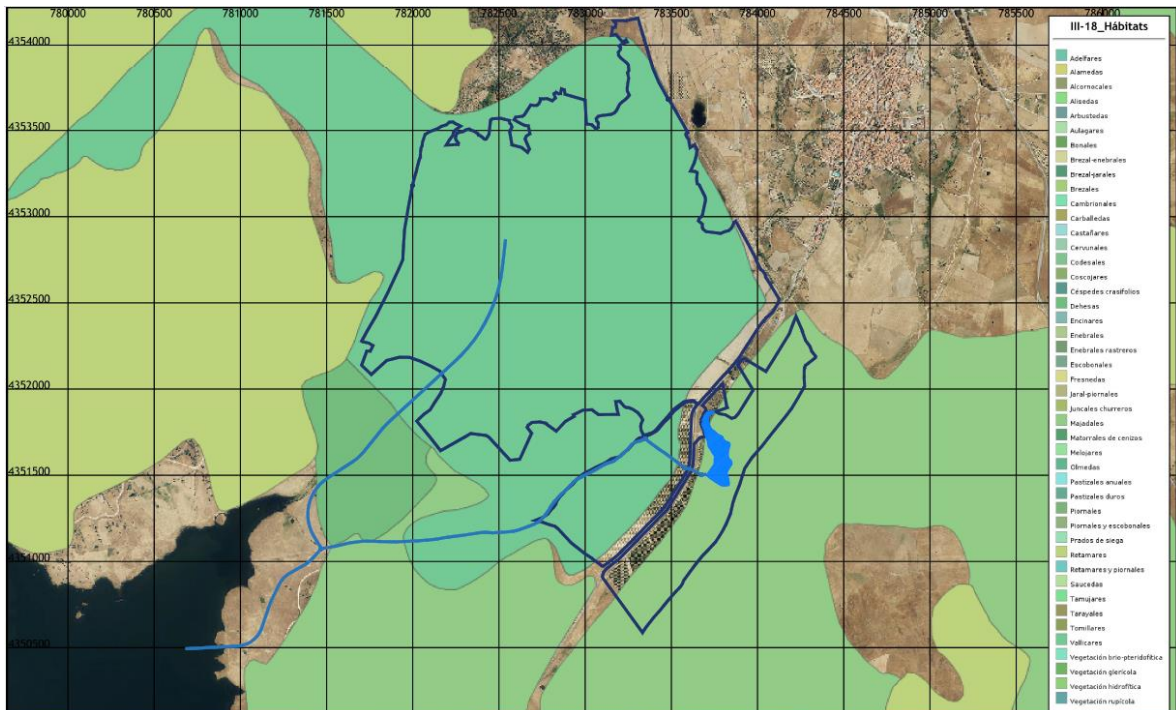 780000 780500 781000 781500 782000 782500 783000 783500 784000 784500 785000 785500 786000
III-18_Hábitats
4354000
Adelfares
Alamedas
Alcornocales
Alisedas
Arbustedas
4353500
Aulagares
Bonales
Brezal-enebrales
Brezal-jarales
Brezales
Cambrionales
4353000
Carballedas
Castañares
Cervunales
Codesales
Coscojares
4352500
Céspedes crasifolios
Dehesas
Encinares
Enebrales
Enebrales rastreros
Escobonales
4352000
Fresnedas
Jaral-piornales
Juncales churreros
Majadales
Matorrales de cenizos
Melojares
4351500
Olmedas
Pastizales anuales
Pastizales duros
Piornales
Piornales y escobonales
Prados de siega
4351000
Retamares
Retamares y piornales
Saucedas
Tamujares
Tarayales
Tomillares
4350500
Vallicares
Vegetación brio-pteridofítica
Vegetación glerícola
Vegetación hidrofítica
Vegetación rupícola